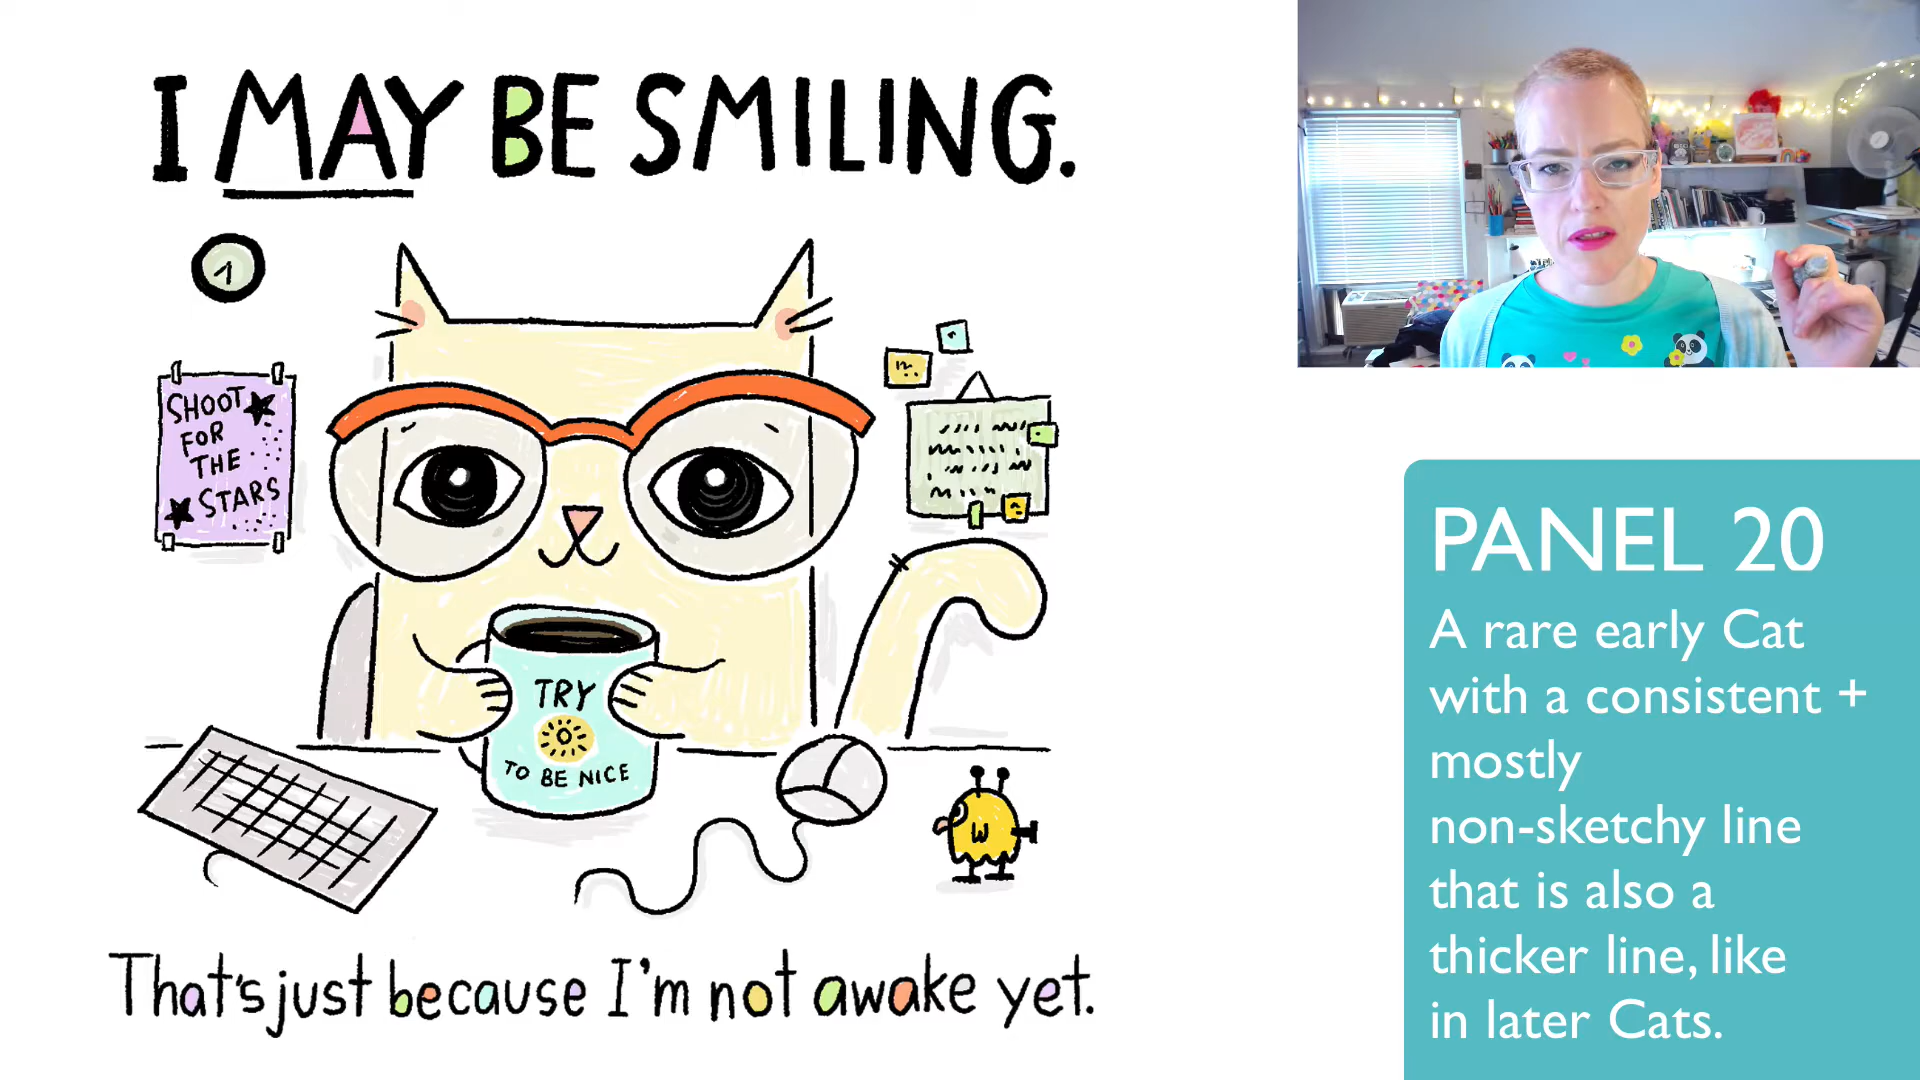 I MAY BE SMILING.
SHOOT
FOR
THE
STARS
TRY
TO BE NICE
W
That's just because I'm not awake yet.
PANEL 20
A rare early Cat
with a consistent +
mostly
non-sketchy line
that is also a
thicker line, like
in later Cats.